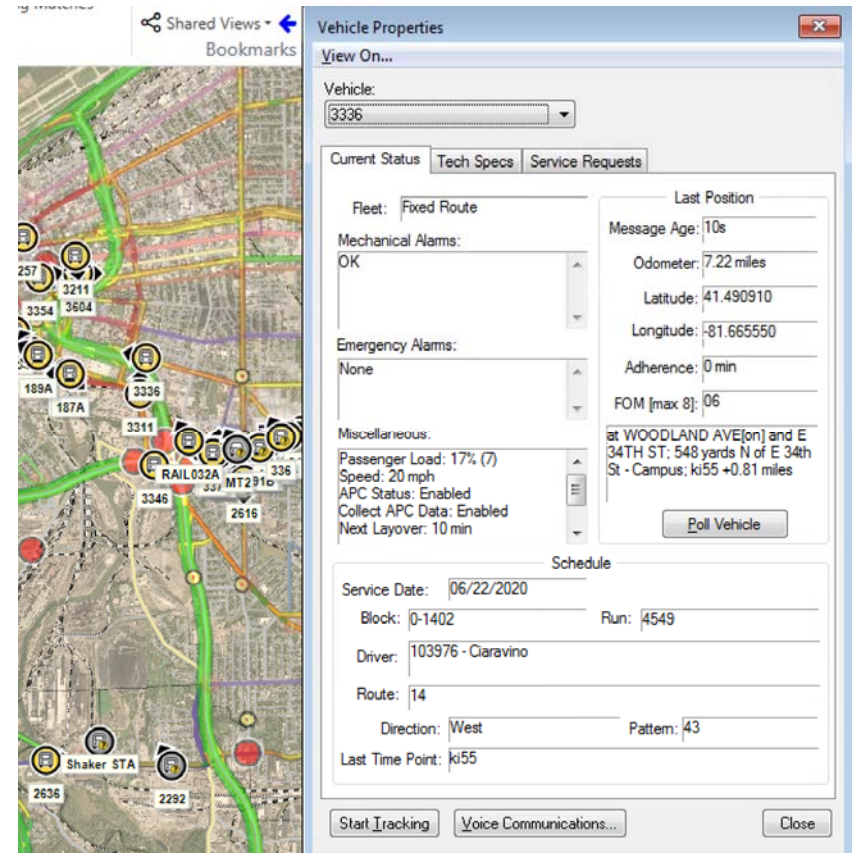 Shared Views
Bookmarks
257
3211
3354
3604
189A
187A
3336
3311
RAIL032A
3346
MT2
336
2616
Shaker STA
2636
2292
Vehicle Properties
View On...
Vehicle:
3336
Current Status
Tech Specs
Service Requests
Fleet: Fixed Route
Mechanical Alarms:
OK
Emergency Alarms:
None
Miscellaneous:
Passenger Load: 17% (7)
Speed: 20 mph
APC Status: Enabled
Collect APC Data: Enabled
Next Layover: 10 min
Last Position
Message Age: 10s
Odometer: 7.22 miles
Latitude: 41.490910
Longitude: -81.665550
Adherence: 0 min
FOM [max 8]: 06
at WOODLAND AVE[on] and E
34TH ST; 548 yards N of E 34th
St - Campus; ki55 +0.81 miles
Poll Vehicle
Schedule
Service Date: 06/22/2020
Block: 0-1402
Run: 4549
Driver: 103976 - Ciaravino
Route: 14
Direction: West
Pattern: 43
Last Time Point: ki55
Start Tracking
Voice Communications...
Close